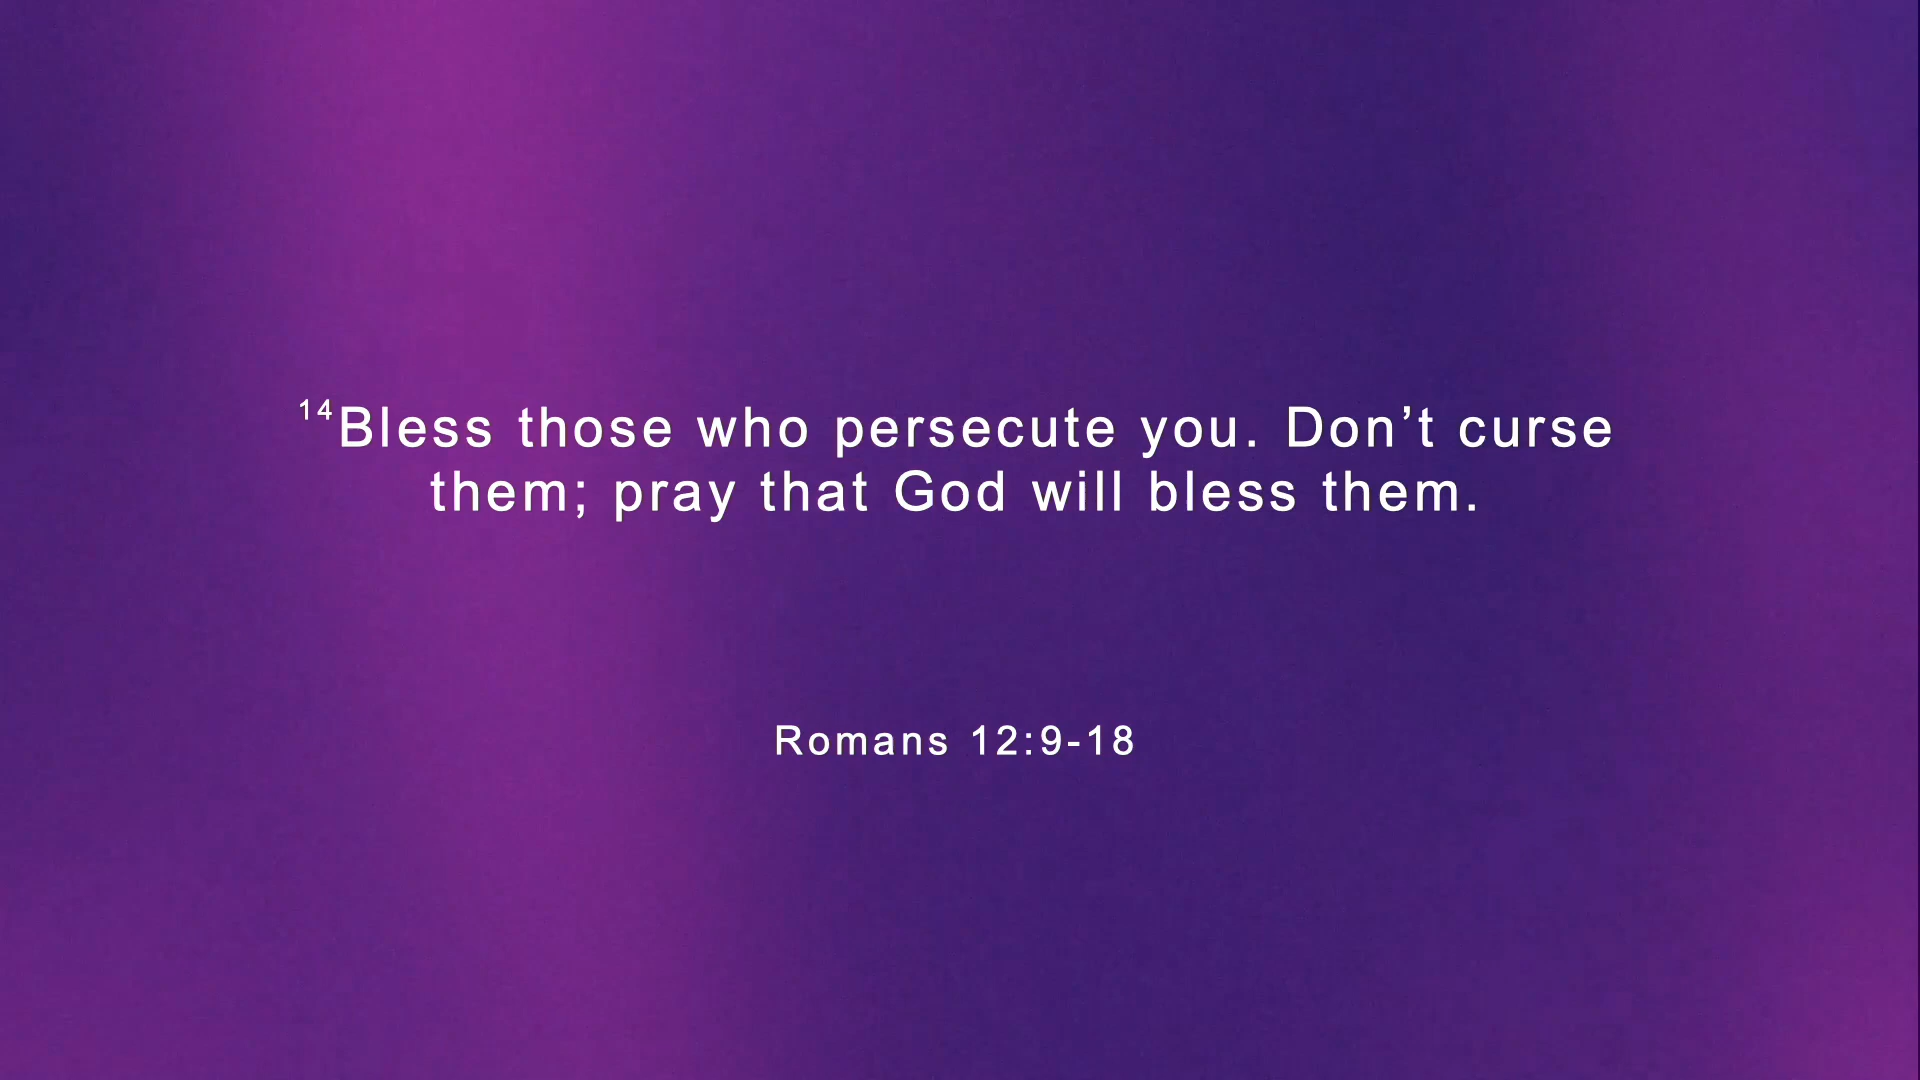 14Bless those who persecute you. Don’t curse
them; pray that God will bless them.
Romans 12:9-18